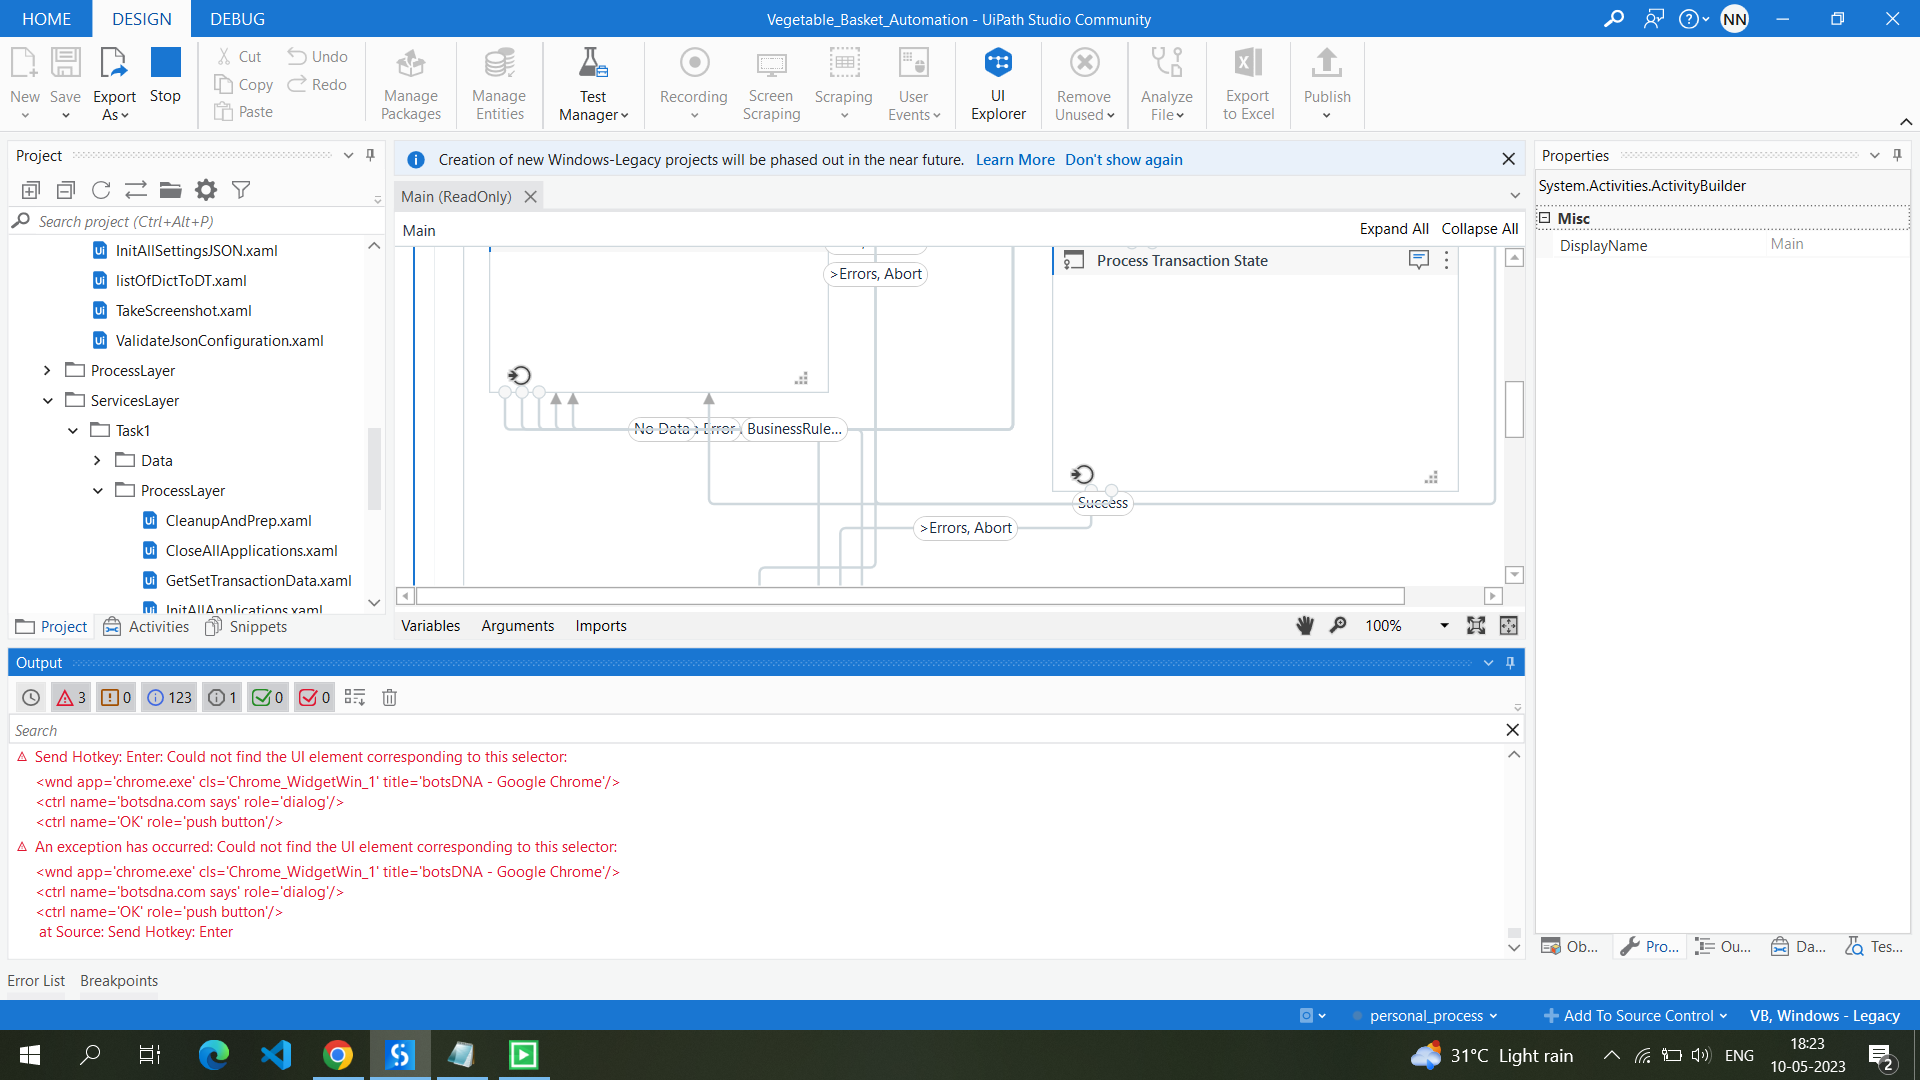 HOME DESIGN DEBUG
Vegetable_Basket_Automation - UiPath Studio Community
NN
New
Save
Export
As
Stop
Cut
Copy
Paste
Undo
Redo
Manage
Packages
Manage
Entities
Test
Manager
Recording
Screen
Scraping
Scraping
User
Events
UI
Explorer
Remove
Unused
Analyze
File
Export
to Excel
Publish
Project
Search project (Ctrl+Alt+P)
InitAllSettingsJSON.xaml
listOfDictToDT.xaml
TakeScreenshot.xaml
ValidateJsonConfiguration.xaml
ProcessLayer
ServicesLayer
Task1
Data
ProcessLayer
CleanupAndPrep.xaml
CloseAllApplications.xaml
GetSetTransactionData.xaml
InitAllApplications.xaml
Project Activities Snippets
Creation of new Windows-Legacy projects will be phased out in the near future. Learn More Don't show again
Main (ReadOnly)
Main
Expand All Collapse All
>Errors, Abort
Process Transaction State
No Data
Error
BusinessRule...
Success
>Errors, Abort
Variables Arguments Imports
100%
Properties
System.Activities.ActivityBuilder
Misc
DisplayName Main
Output
3 0 123 1 0 0
Search
Send Hotkey: Enter: Could not find the UI element corresponding to this selector:
<wnd app='chrome.exe' cls='Chrome_WidgetWin_1' title='botsDNA - Google Chrome'/>
<ctrl name='botsdna.com says' role='dialog'/>
<ctrl name='OK' role='push button'/>
An exception has occurred: Could not find the UI element corresponding to this selector:
<wnd app='chrome.exe' cls='Chrome_WidgetWin_1' title='botsDNA - Google Chrome'/>
<ctrl name='botsdna.com says' role='dialog'/>
<ctrl name='OK' role='push button'/>
at Source: Send Hotkey: Enter
Ob... Pro... Ou... Da... Tes...
Error List Breakpoints
personal_process
Add To Source Control
VB, Windows - Legacy
31°C Light rain
ENG
18:23
10-05-2023
2